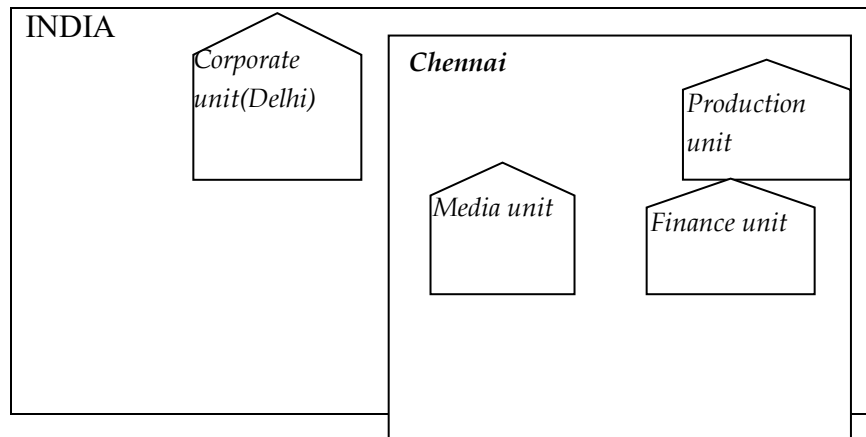 INDIA
Corporate
unit(Delhi)
Chennai
Production
unit
Media unit
Finance unit